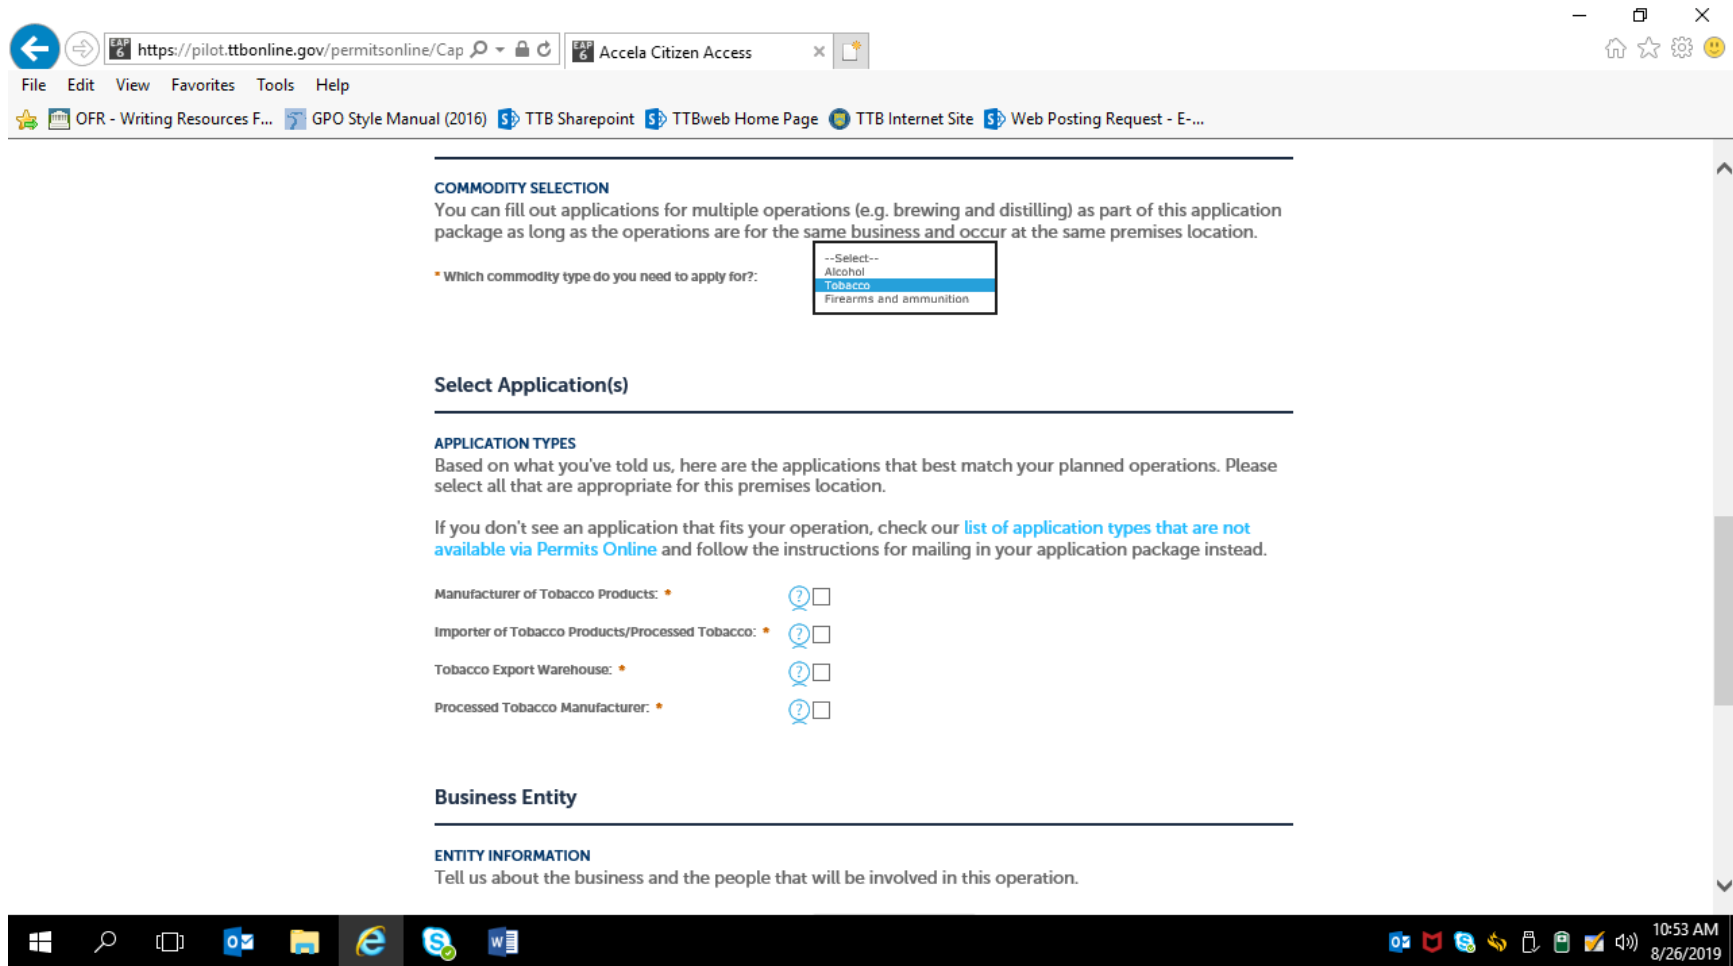 https://pilot.ttbonline.gov/permitsonline/Cap
EAP 6 Accela Citizen Access
File Edit View Favorites Tools Help
OFR - Writing Resources F... GPO Style Manual (2016) TTB Sharepoint TTBweb Home Page TTB Internet Site Web Posting Request - E-...
COMMODITY SELECTION
You can fill out applications for multiple operations (e.g. brewing and distilling) as part of this application
package as long as the operations are for the same business and occur at the same premises location.
* Which commodity type do you need to apply for?:
--Select--
Alcohol
Tobacco
Firearms and ammunition
Select Application(s)
APPLICATION TYPES
Based on what you've told us, here are the applications that best match your planned operations. Please
select all that are appropriate for this premises location.
If you don't see an application that fits your operation, check our list of application types that are not
available via Permits Online and follow the instructions for mailing in your application package instead.
Manufacturer of Tobacco Products: *
Importer of Tobacco Products/Processed Tobacco: *
Tobacco Export Warehouse: *
Processed Tobacco Manufacturer: *
Business Entity
ENTITY INFORMATION
Tell us about the business and the people that will be involved in this operation.
10:53 AM
8/26/2019